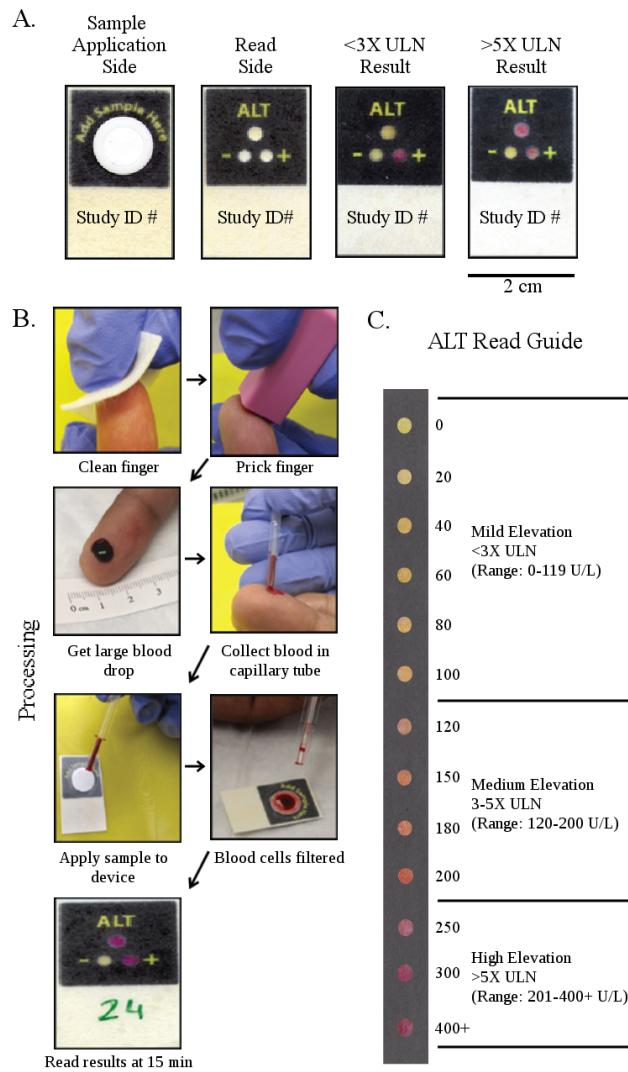 A.
Sample
Application
Side
Read
Side
<3X ULN
Result
>5X ULN
Result
Add Sample Here
Study ID #
ALT
- +
Study ID#
ALT
- +
Study ID #
ALT
- +
Study ID #
2 cm
B.
Processing
Clean finger
Prick finger
0 cm 1 2 3
Get large blood
drop
Collect blood in
capillary tube
Add Sample
Apply sample to
device
Add Sample Here
Blood cells filtered
ALT
- +
24
Read results at 15 min
C.
ALT Read Guide
0
20
40
60
80
100
Mild Elevation
<3X ULN
(Range: 0-119 U/L)
120
150
180
200
Medium Elevation
3-5X ULN
(Range: 120-200 U/L)
250
300
400+
High Elevation
>5X ULN
(Range: 201-400+ U/L)